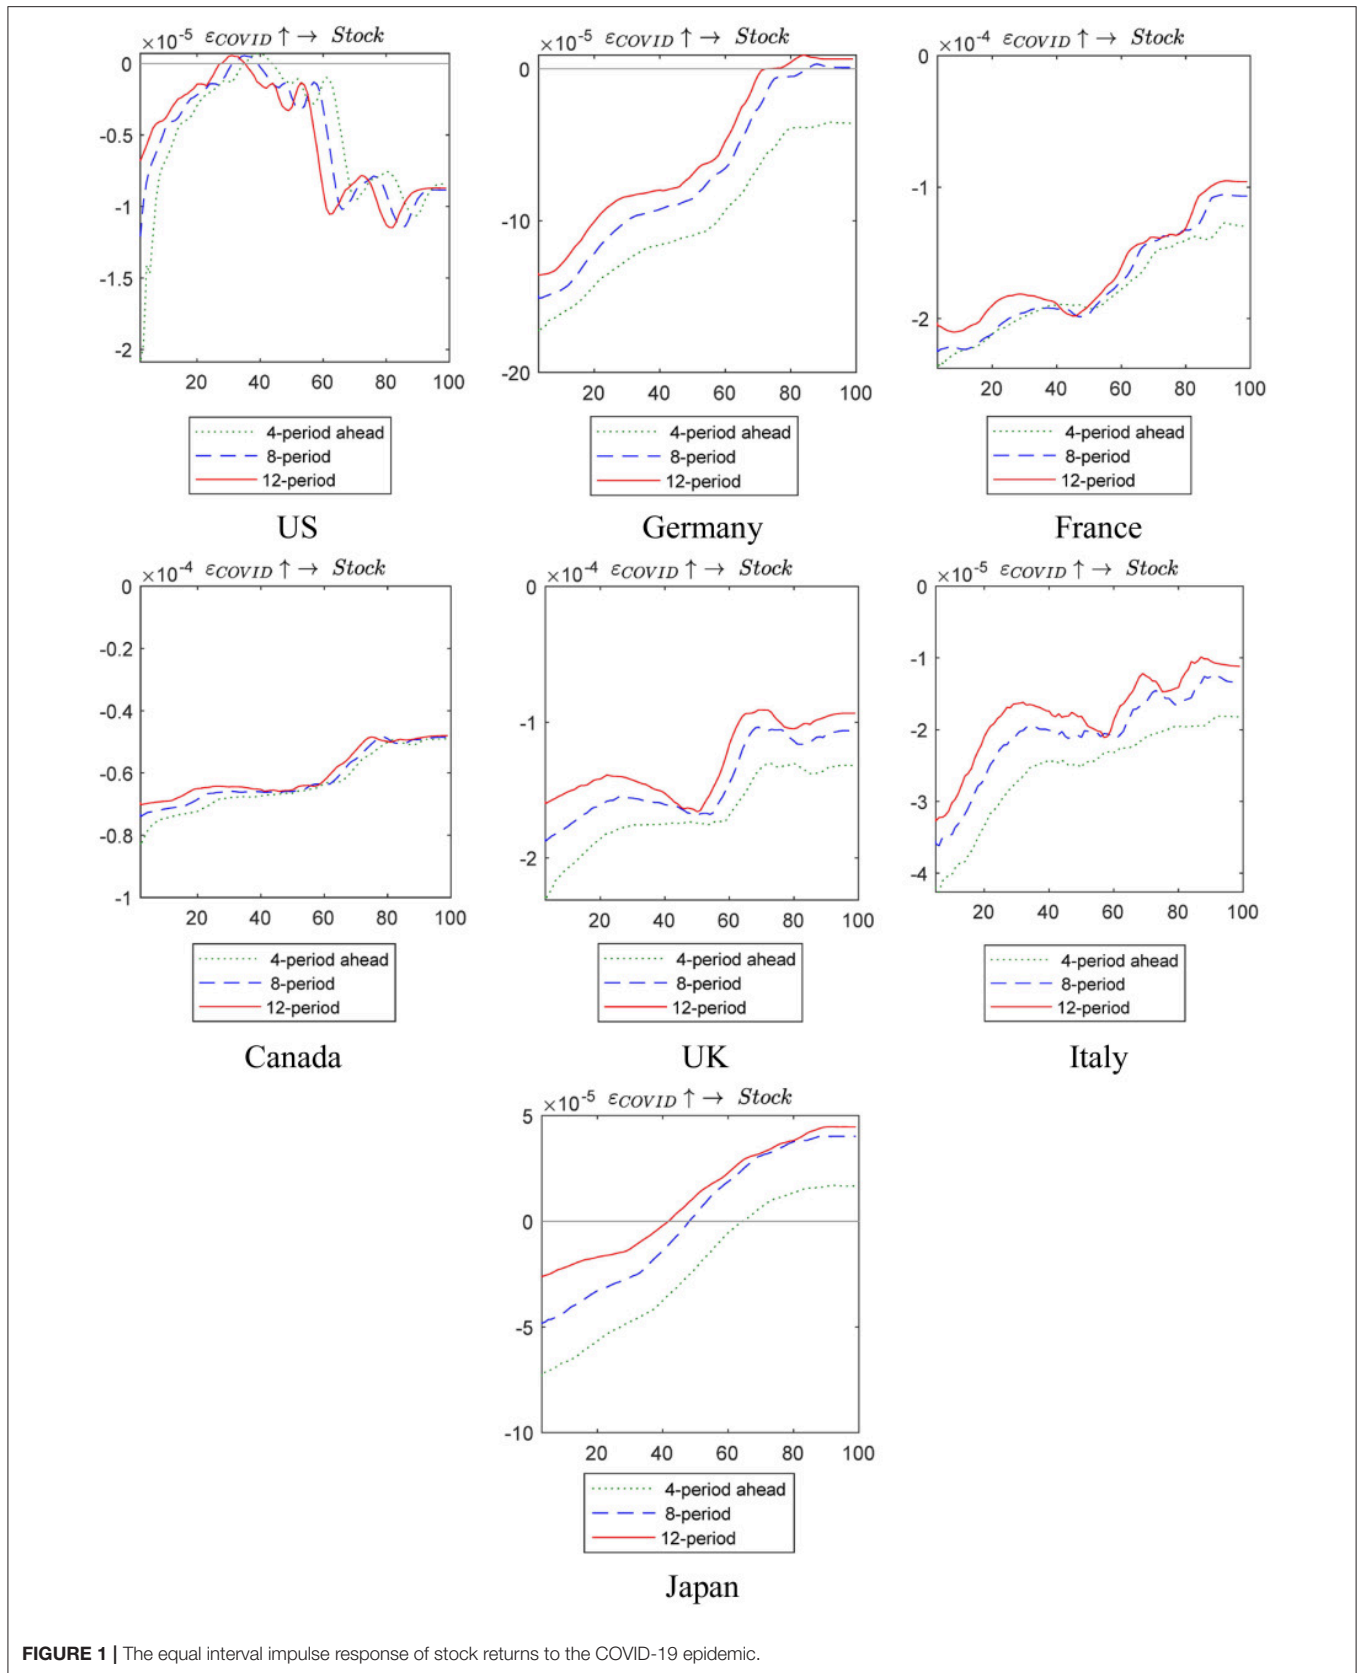 ×10⁻⁵ ε_COVID ↑ → Stock
0
-0.5
-1
-1.5
-2
20 40 60 80 100
4-period ahead
8-period
12-period
US
×10⁻⁵ ε_COVID ↑ → Stock
0
-10
-20
20 40 60 80 100
4-period ahead
8-period
12-period
Germany
×10⁻⁴ ε_COVID ↑ → Stock
0
-1
-2
20 40 60 80 100
4-period ahead
8-period
12-period
France
×10⁻⁴ ε_COVID ↑ → Stock
0
-0.2
-0.4
-0.6
-0.8
-1
20 40 60 80 100
4-period ahead
8-period
12-period
Canada
×10⁻⁴ ε_COVID ↑ → Stock
0
-1
-2
20 40 60 80 100
4-period ahead
8-period
12-period
UK
×10⁻⁵ ε_COVID ↑ → Stock
0
-1
-2
-3
-4
20 40 60 80 100
4-period ahead
8-period
12-period
Italy
×10⁻⁵ ε_COVID ↑ → Stock
5
0
-5
-10
20 40 60 80 100
4-period ahead
8-period
12-period
Japan
FIGURE 1 | The equal interval impulse response of stock returns to the COVID-19 epidemic.